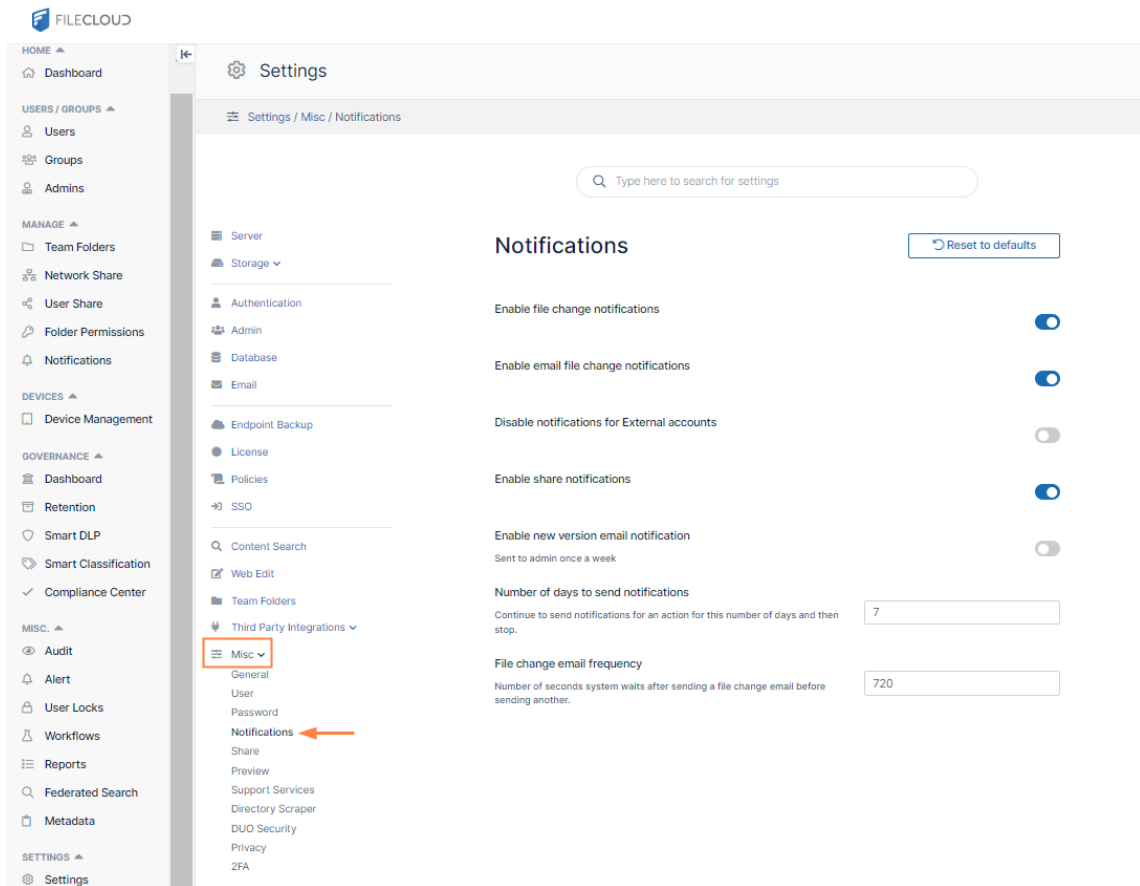 FILECLOUD
HOME
Dashboard
USERS / GROUPS
Users
Groups
Admins
MANAGE
Team Folders
Network Share
User Share
Folder Permissions
Notifications
DEVICES
Device Management
GOVERNANCE
Dashboard
Retention
Smart DLP
Smart Classification
Compliance Center
MISC.
Audit
Alert
User Locks
Workflows
Reports
Federated Search
Metadata
SETTINGS
Settings
Settings
Settings / Misc / Notifications
Type here to search for settings
Server
Storage
Authentication
Admin
Database
Email
Endpoint Backup
License
Policies
SSO
Content Search
Web Edit
Team Folders
Third Party Integrations
Misc
General
User
Password
Notifications
Share
Preview
Support Services
Directory Scraper
DUO Security
Privacy
2FA
Notifications
Reset to defaults
Enable file change notifications
Enable email file change notifications
Disable notifications for External accounts
Enable share notifications
Enable new version email notification
Sent to admin once a week
Number of days to send notifications
Continue to send notifications for an action for this number of days and then
stop.
7
File change email frequency
Number of seconds system waits after sending a file change email before
sending another.
720